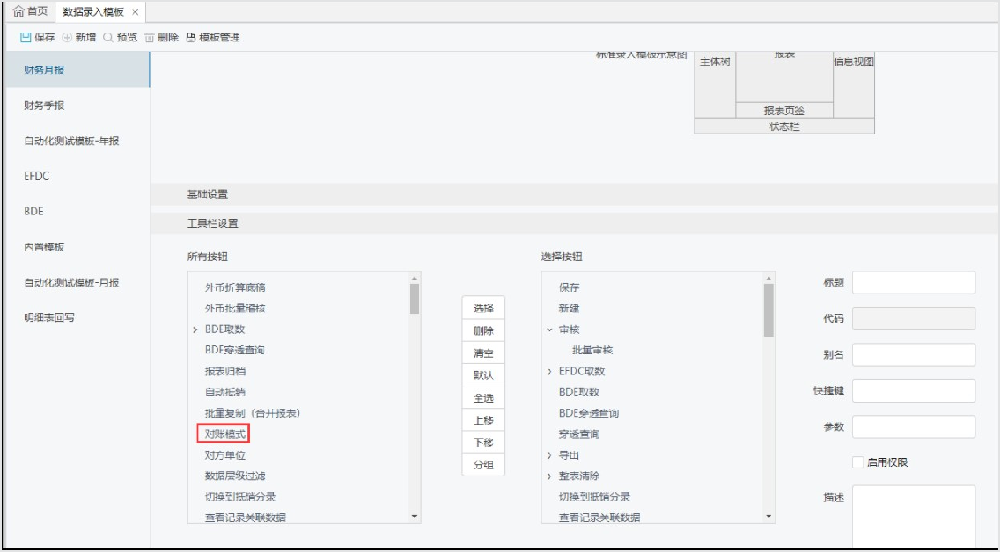 首页 数据录入模板 ×
保存 新增 预览 删除 模板管理
财务月报
财务季报
自动化测试模板-年报
EFDC
BDE
内置模板
自动化测试模板-月报
明细表回写
标准录入模板示意图
主体树
报表
信息视图
报表页签
状态栏
基础设置
工具栏设置
所有按钮
外币折算底稿
外币批量稽核
BDE取数
BDE穿透查询
报表归档
自动抵销
批量复制（合并报表）
对账模式
对方单位
数据层级过滤
切换到抵销分录
查看记录关联数据
选择
删除
清空
默认
全选
上移
下移
分组
选择按钮
保存
新建
审核
批量审核
EFDC取数
BDE取数
BDE穿透查询
穿透查询
导出
整表清除
切换到抵销分录
查看记录关联数据
标题
代码
别名
快捷键
参数
启用权限
描述